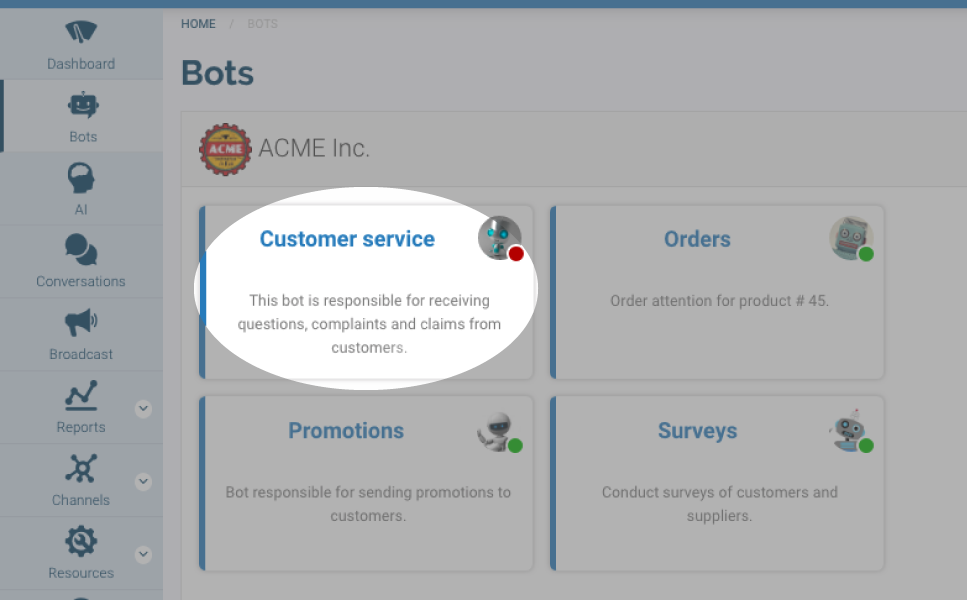 HOME / BOTS
Dashboard
Bots
AI
Conversations
Broadcast
Reports
Channels
Resources
Bots
ACME
ACME Inc.
Customer service
This bot is responsible for receiving
questions, complaints and claims from
customers.
Orders
Order attention for product # 45.
Promotions
Bot responsible for sending promotions to
customers.
Surveys
Conduct surveys of customers and
suppliers.